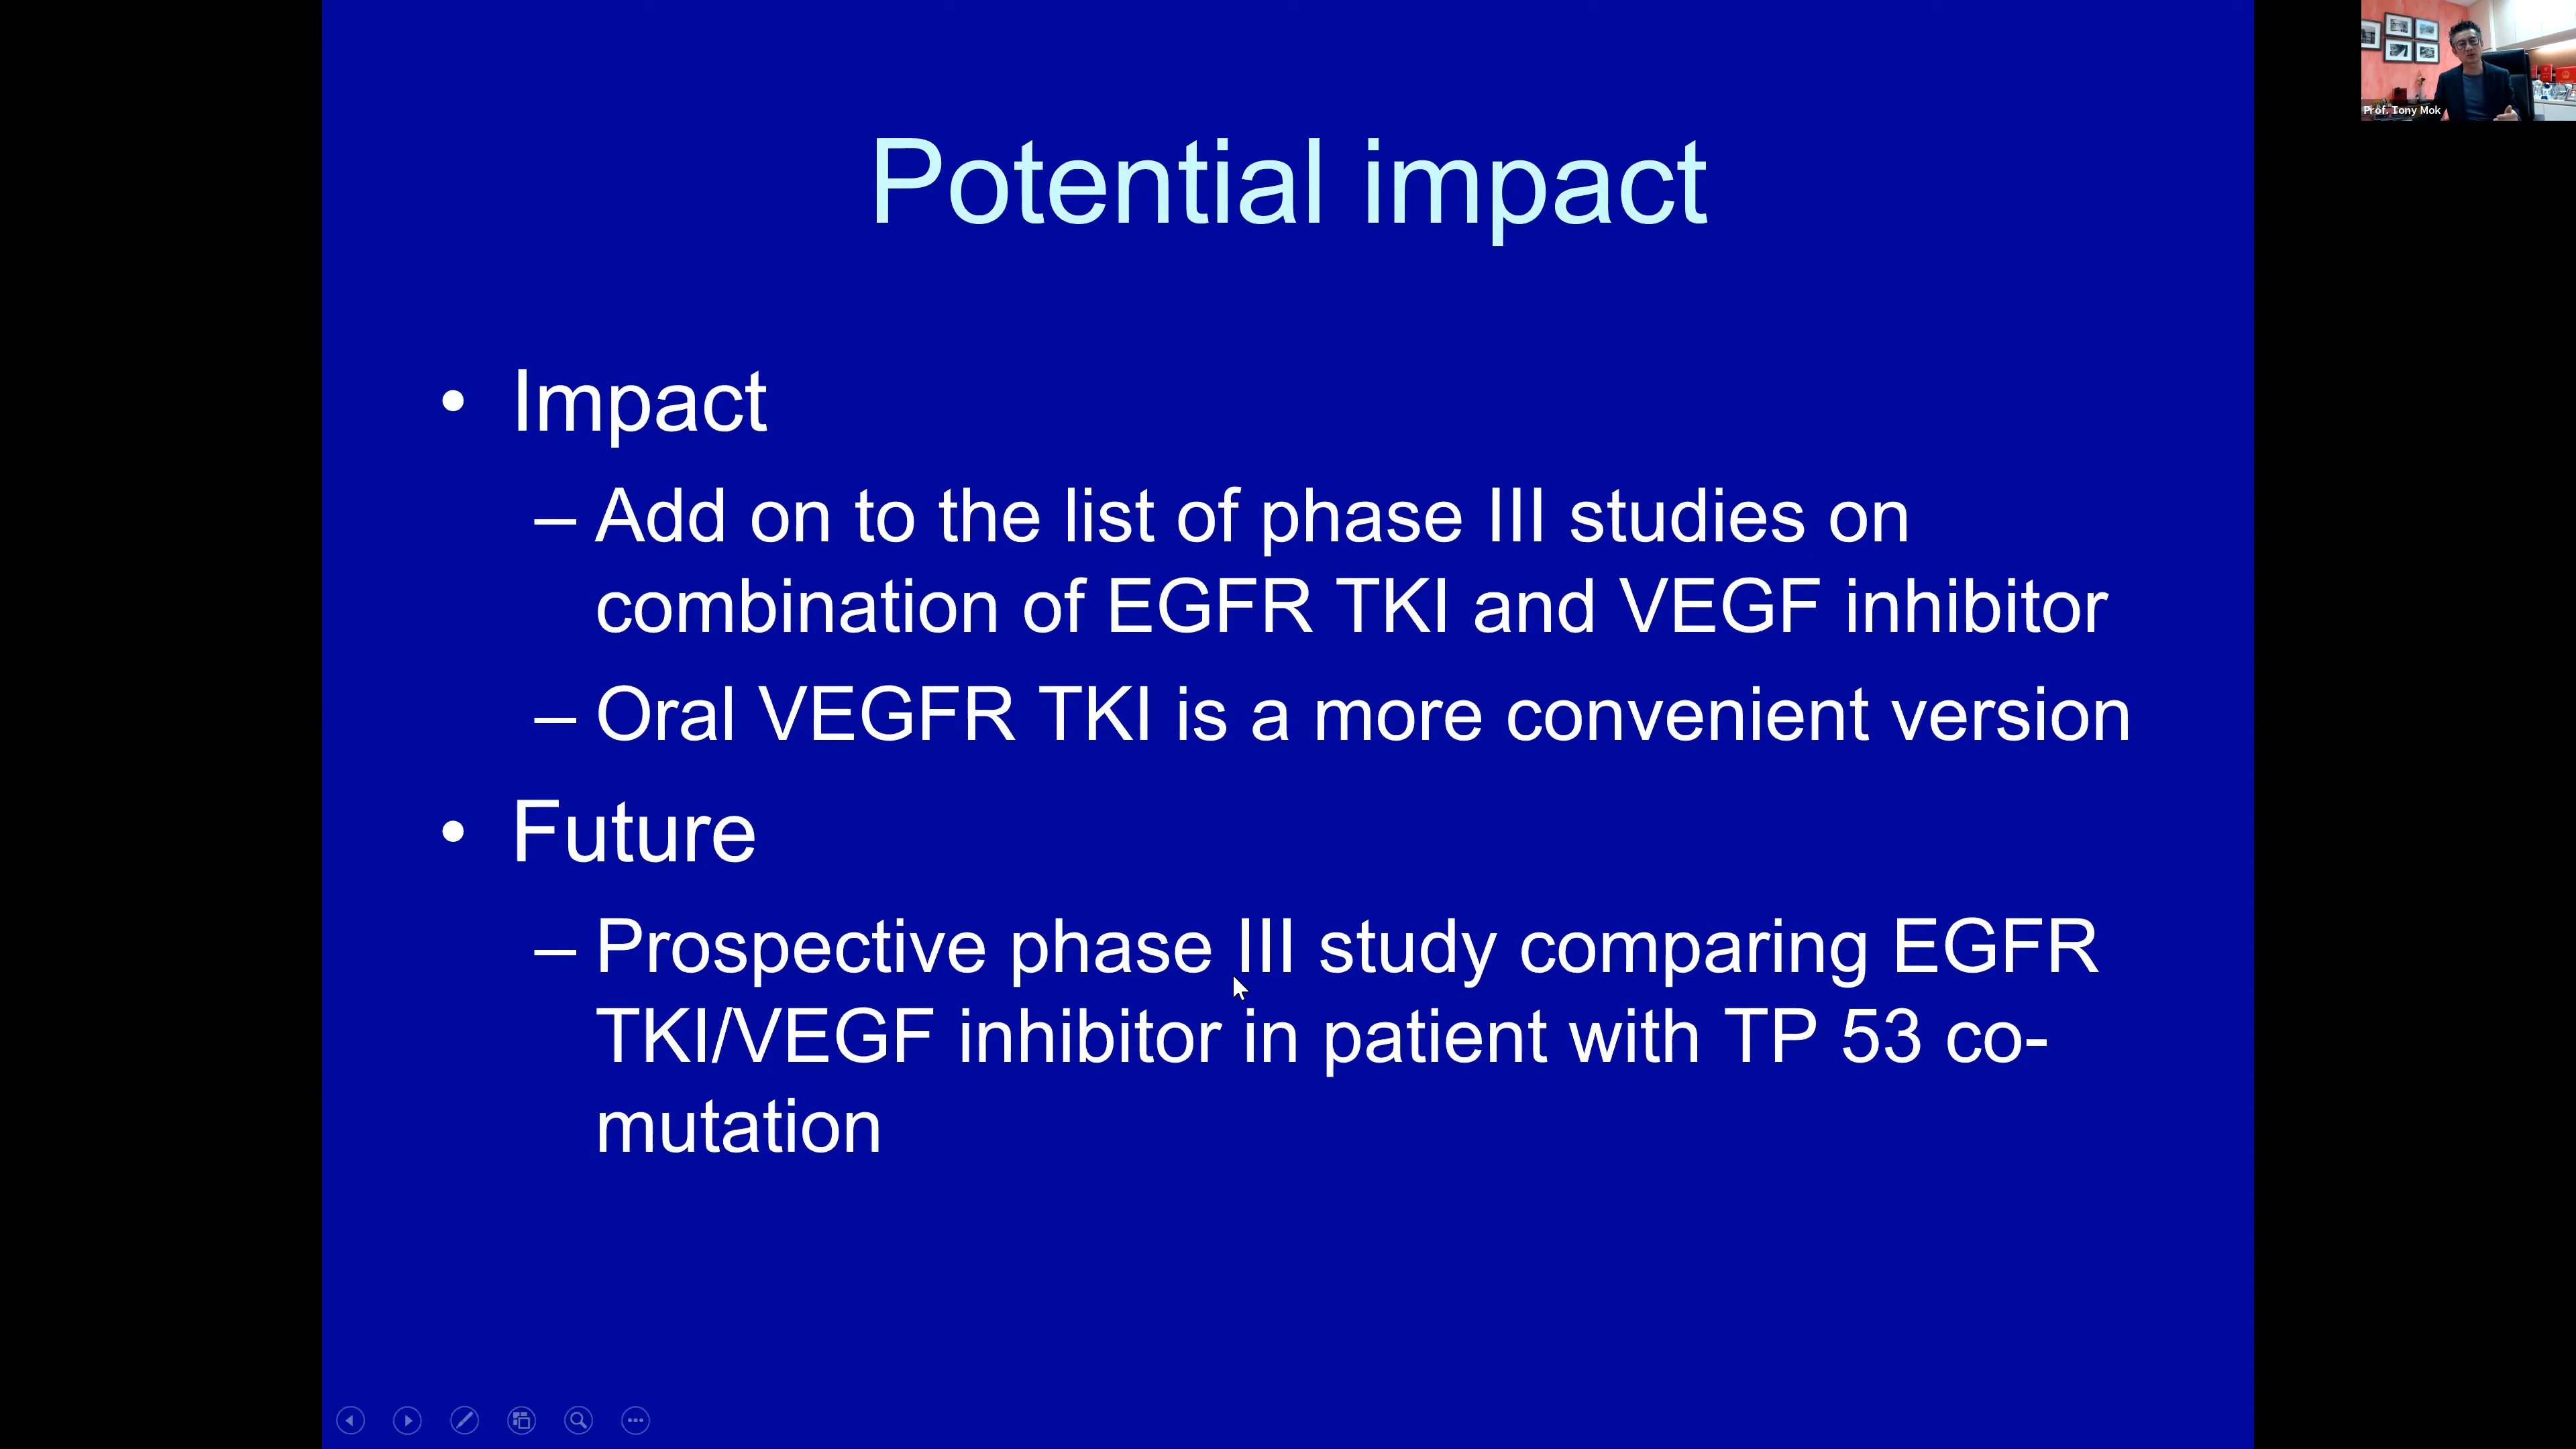 Potential impact
• Impact
– Add on to the list of phase III studies on
combination of EGFR TKI and VEGF inhibitor
– Oral VEGFR TKI is a more convenient version
• Future
– Prospective phase III study comparing EGFR
TKI/VEGF inhibitor in patient with TP 53 co-
mutation
Prof. Tony Mok